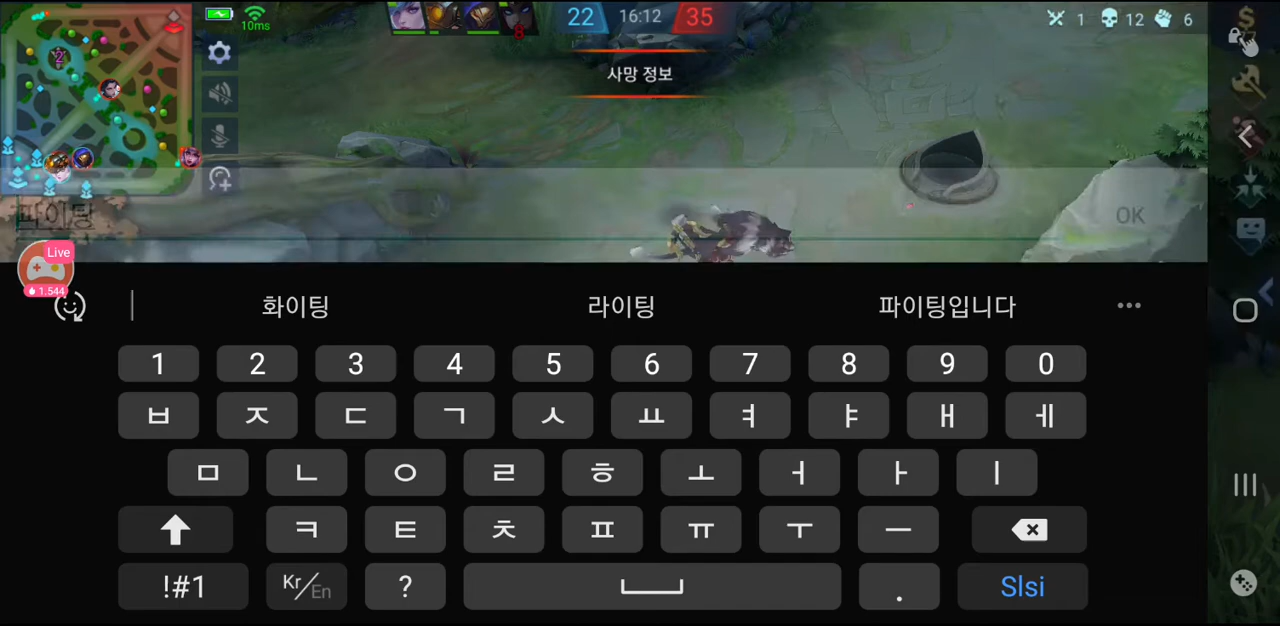 10ms
22 16:12 35
1 12 6
2
8
사망 정보
파이팅
OK
Live
1.544
화이팅 라이팅 파이팅입니다 •••
1 2 3 4 5 6 7 8 9 0
ㅂ ㅈ ㄷ ㄱ ㅅ ㅛ ㅕ ㅑ ㅐ ㅔ
ㅁ ㄴ ㅇ ㄹ ㅎ ㅗ ㅓ ㅏ ㅣ
ㅋ ㅌ ㅊ ㅍ ㅠ ㅜ ㅡ
!#1 Kr/En ? . Slsi